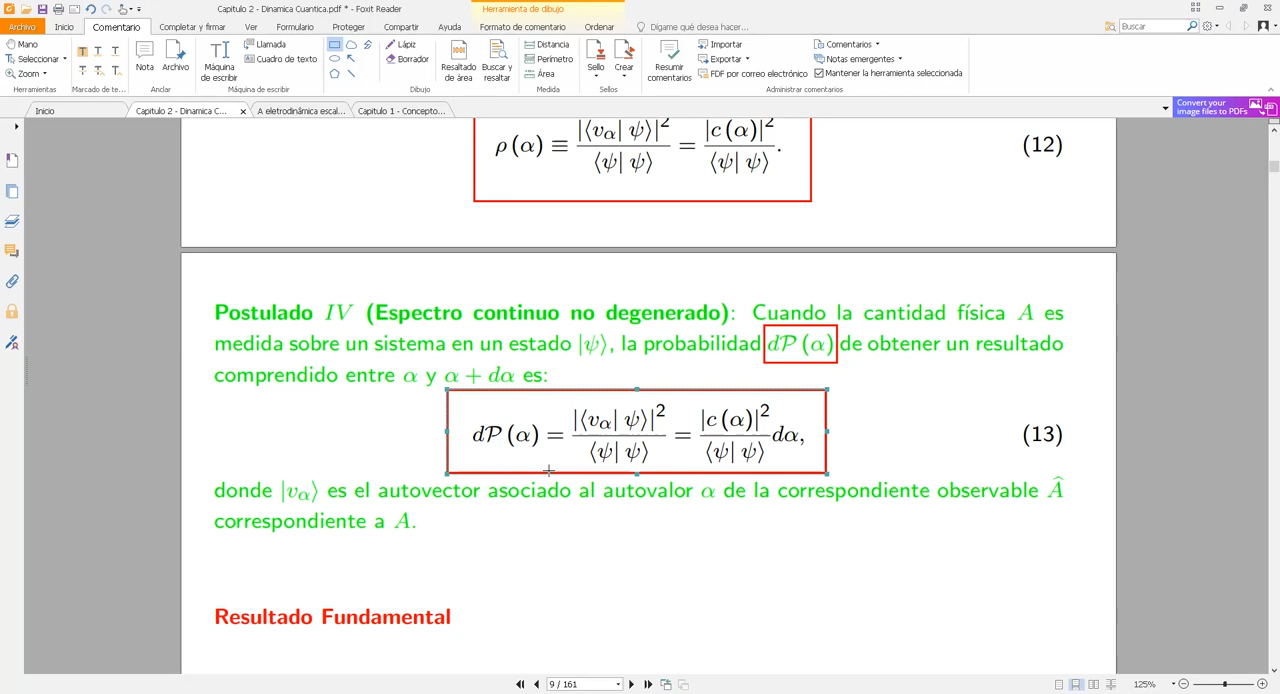 Capitulo 2 - Dinamica Cuantica.pdf * - Foxit Reader
Herramienta de dibujo
Archivo Inicio Comentario Completar y firmar Ver Formulario Proteger Compartir Ayuda Formato de comentario Ordenar Dígame qué desea hacer... Buscar
Mano
Seleccionar
Zoom
Herramientas
Marcado de te...
Nota
Archivo
Anclar
Máquina de escribir
Llamada
Cuadro de texto
Máquina de escribir
Lápiz
Borrador
Dibujo
Resaltado de área
Buscar y resaltar
Distancia
Perímetro
Área
Medida
Sello
Crear
Sellos
Resumir comentarios
Importar
Exportar
FDF por correo electrónico
Comentarios
Notas emergentes
Mantener la herramienta seleccionada
Administrar comentarios
Inicio
Capitulo 2 - Dinamica C...
A eletrodinâmica escal...
Capitulo 1 - Concepto...
Convert your
image files to PDFs
ρ (α) ≡ |⟨vα| ψ⟩|² / ⟨ψ| ψ⟩ = |c (α)|² / ⟨ψ| ψ⟩. (12)
Postulado IV (Espectro continuo no degenerado): Cuando la cantidad física A es
medida sobre un sistema en un estado |ψ⟩, la probabilidad d𝒫 (α) de obtener un resultado
comprendido entre α y α + dα es:
d𝒫 (α) = |⟨vα| ψ⟩|² / ⟨ψ| ψ⟩ = |c (α)|² / ⟨ψ| ψ⟩ dα, (13)
donde |vα⟩ es el autovector asociado al autovalor α de la correspondiente observable Â
correspondiente a A.
Resultado Fundamental
9 / 161
125%